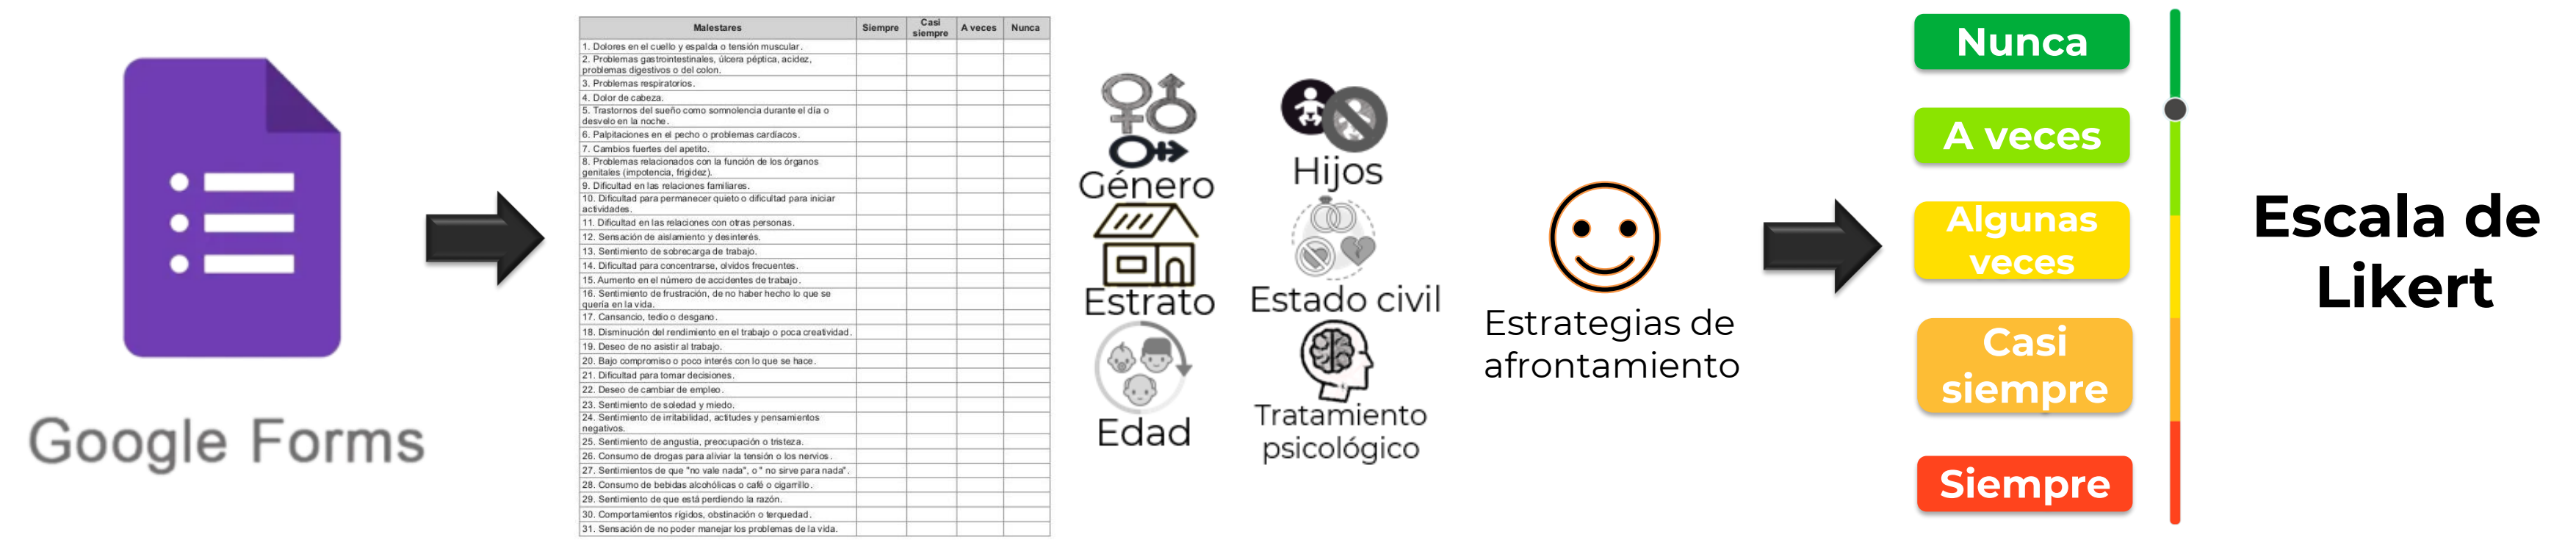 Google Forms
Malestares Siempre Casi siempre A veces Nunca
1. Dolores en el cuello y espalda o tensión muscular.
2. Problemas gastrointestinales, úlcera péptica, acidez,
problemas digestivos o del colon.
3. Problemas respiratorios.
4. Dolor de cabeza.
5. Trastornos del sueño como somnolencia durante el día o
desvelo en la noche.
6. Palpitaciones en el pecho o problemas cardíacos.
7. Cambios fuertes del apetito.
8. Problemas relacionados con la función de los órganos
genitales (impotencia, frigidez).
9. Dificultad en las relaciones familiares.
10. Dificultad para permanecer quieto o dificultad para iniciar
actividades.
11. Dificultad en las relaciones con otras personas.
12. Sensación de aislamiento y desinterés.
13. Sentimiento de sobrecarga de trabajo.
14. Dificultad para concentrarse, olvidos frecuentes.
15. Aumento en el número de accidentes de trabajo.
16. Sentimiento de frustración, de no haber hecho lo que se
quería en la vida.
17. Cansancio, tedio o desgano.
18. Disminución del rendimiento en el trabajo o poca creatividad.
19. Deseo de no asistir al trabajo.
20. Bajo compromiso o poco interés con lo que se hace.
21. Dificultad para tomar decisiones.
22. Deseo de cambiar de empleo.
23. Sentimiento de soledad y miedo.
24. Sentimiento de irritabilidad, actitudes y pensamientos
negativos.
25. Sentimiento de angustia, preocupación o tristeza.
26. Consumo de drogas para aliviar la tensión o los nervios.
27. Sentimientos de que "no vale nada", o " no sirve para nada".
28. Consumo de bebidas alcohólicas o café o cigarrillo.
29. Sentimiento de que está perdiendo la razón.
30. Comportamientos rígidos, obstinación o terquedad.
31. Sensación de no poder manejar los problemas de la vida.
Género
Hijos
Estrato
Estado civil
Edad
Tratamiento
psicológico
Estrategias de
afrontamiento
Nunca
A veces
Algunas
veces
Casi
siempre
Siempre
Escala de
Likert